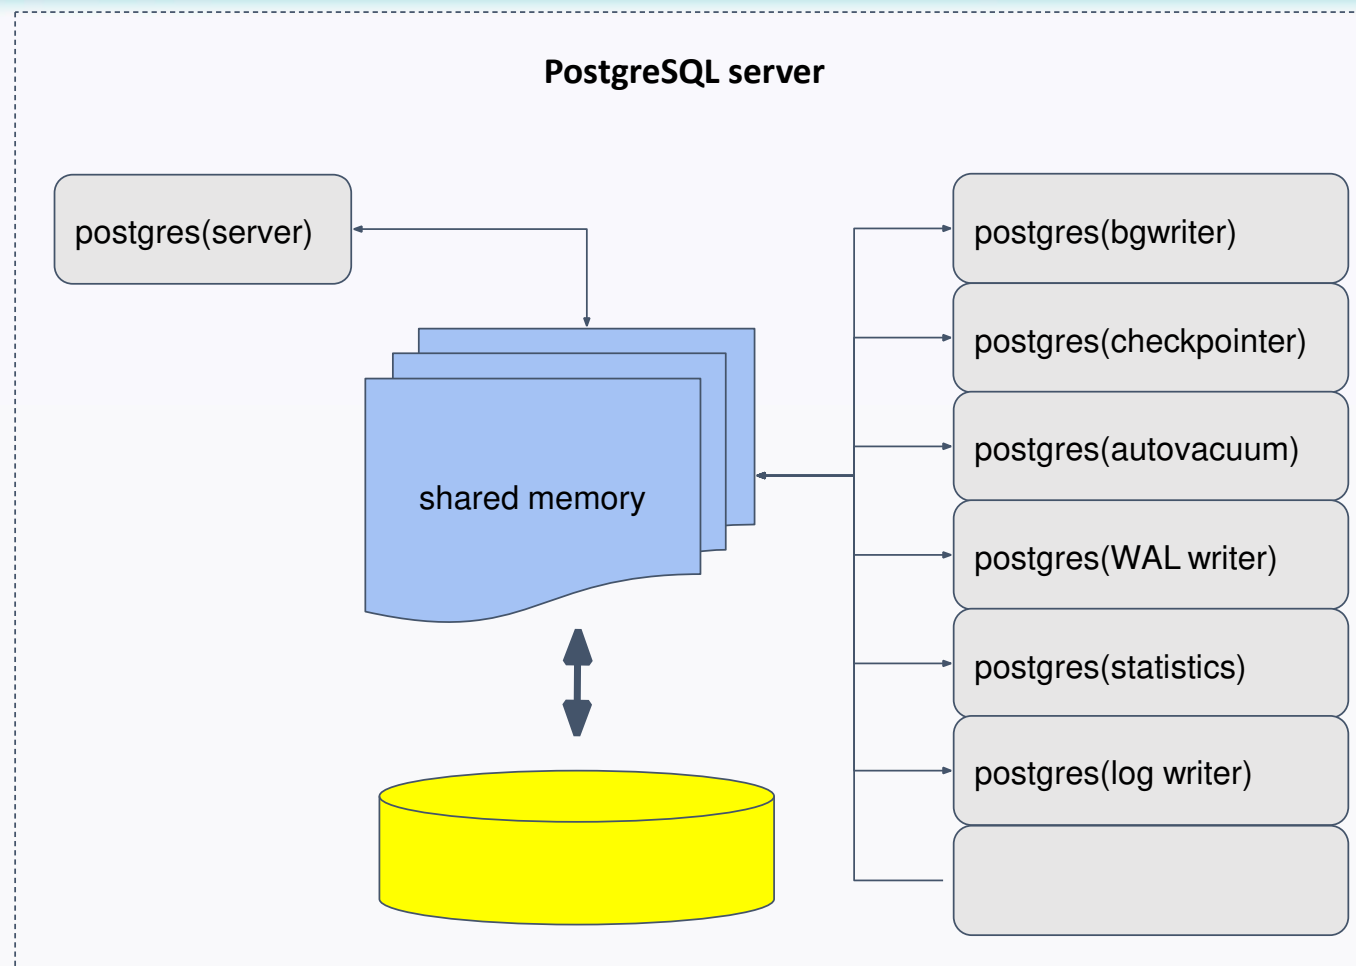 PostgreSQL server
postgres(server)
shared memory
postgres(bgwriter)
postgres(checkpointer)
postgres(autovacuum)
postgres(WAL writer)
postgres(statistics)
postgres(log writer)